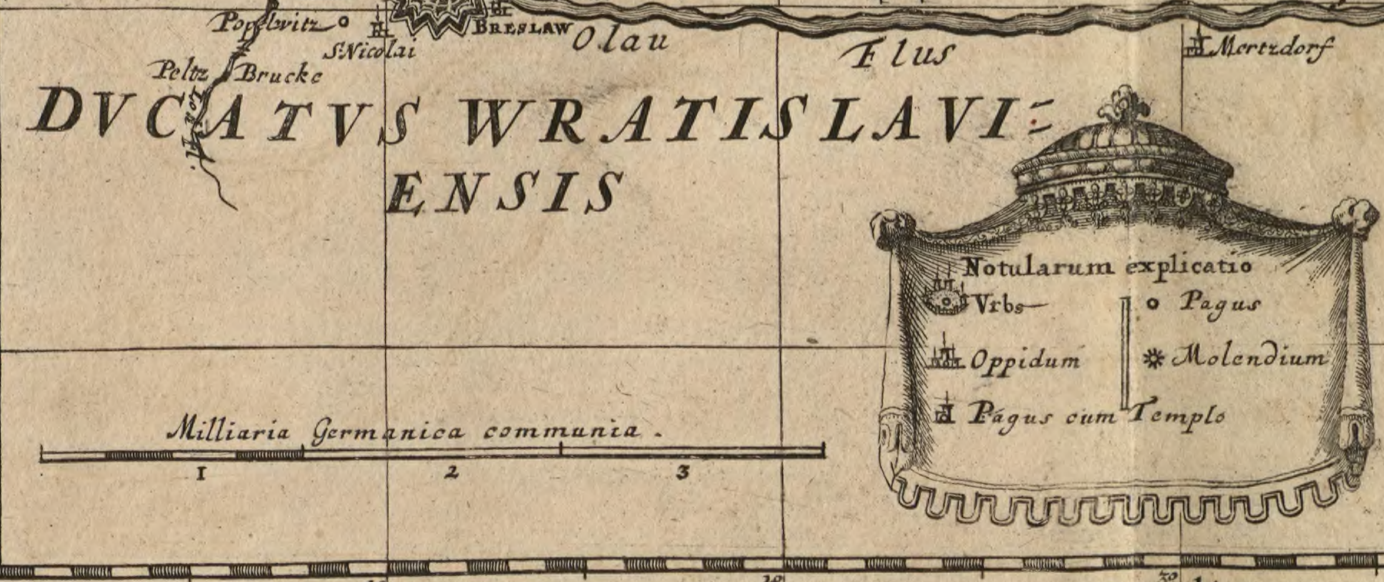 Popelwitz
BRESLAW
S. Nicolai
Olau Flus
Mertzdorf
Peltz Brucke
DVCATVS WRATISLAVI=
ENSIS
Notularum explicatio
Vrbs
Pagus
Oppidum
Molendium
Pagus cum Templo
Milliaria Germanica communia.
1 2 3